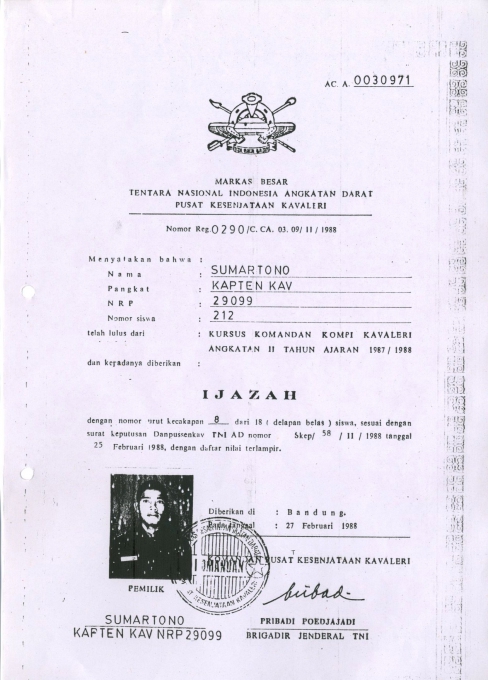 AC. A. 0030971
MARKAS BESAR
TENTARA NASIONAL INDONESIA ANGKATAN DARAT
PUSAT KESENJATAAN KAVALERI
Nomor Reg. 0290/C. CA. 03. 09/ 11 / 1988
Menyatakan bahwa :
Nama : SUMARTONO
Pangkat : KAPTEN KAV
NRP : 29099
Nomor siswa : 212
telah lulus dari : KURSUS KOMANDAN KOMPI KAVALERI
ANGKATAN II TAHUN AJARAN 1987 / 1988
dan kepadanya diberikan :
IJAZAH
dengan nomor urut kecakapan 8 dari 18 ( delapan belas ) siswa, sesuai dengan
surat keputusan Danpussenkav TNI AD nomor Skep/ 58 / 11 / 1988 tanggal
25 Februari 1988, dengan daftar nilai terlampir.
Diberikan di : Bandung.
Pada tanggal : 27 Februari 1988
PUSAT KESENJATAAN KAVALERI
PEMILIK
SUMARTONO
KAPTEN KAV NRP 29099
PRIBADI POEDJAJADI
BRIGADIR JENDERAL TNI